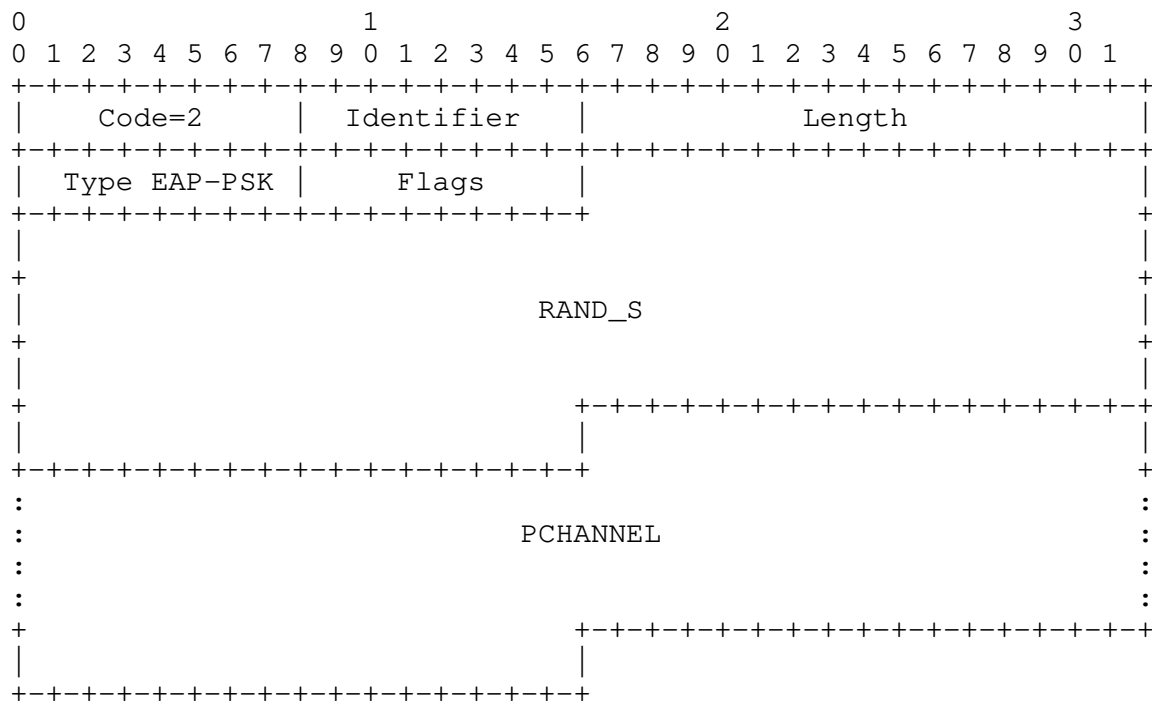 0                   1                   2                   3
0 1 2 3 4 5 6 7 8 9 0 1 2 3 4 5 6 7 8 9 0 1 2 3 4 5 6 7 8 9 0 1
+-+-+-+-+-+-+-+-+-+-+-+-+-+-+-+-+-+-+-+-+-+-+-+-+-+-+-+-+-+-+-+-+
|    Code=2     |  Identifier   |            Length             |
+-+-+-+-+-+-+-+-+-+-+-+-+-+-+-+-+-+-+-+-+-+-+-+-+-+-+-+-+-+-+-+-+
|  Type EAP-PSK |     Flags     |                               |
+-+-+-+-+-+-+-+-+-+-+-+-+-+-+-+-+                               +
|                                                               |
+                                                               +
|                             RAND_S                            |
+                                                               +
|                                                               |
+                               +-+-+-+-+-+-+-+-+-+-+-+-+-+-+-+-+
|                               |                               |
+-+-+-+-+-+-+-+-+-+-+-+-+-+-+-+-+                               +
:                                                               :
:                            PCHANNEL                           :
:                                                               :
:                                                               :
+                               +-+-+-+-+-+-+-+-+-+-+-+-+-+-+-+-+
|                               |
+-+-+-+-+-+-+-+-+-+-+-+-+-+-+-+-+